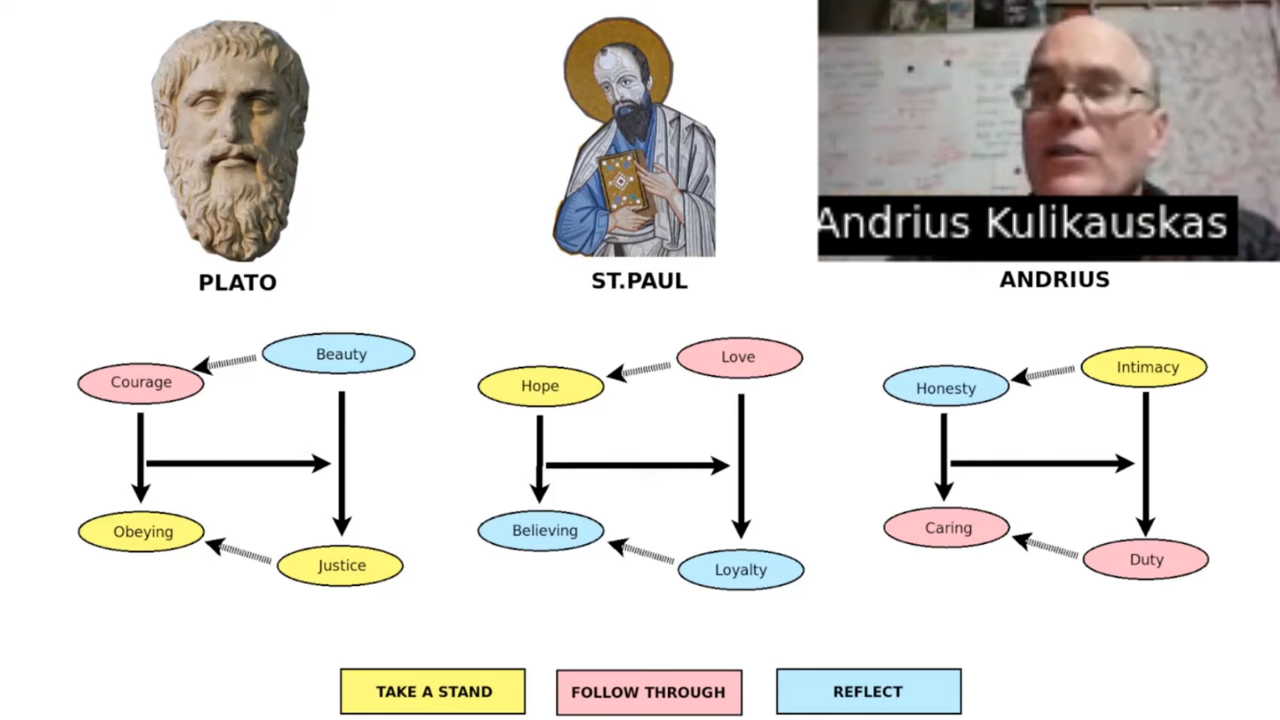 Andrius Kulikauskas
PLATO
ST.PAUL
ANDRIUS
Beauty
Courage
Obeying
Justice
Love
Hope
Believing
Loyalty
Intimacy
Honesty
Caring
Duty
TAKE A STAND
FOLLOW THROUGH
REFLECT